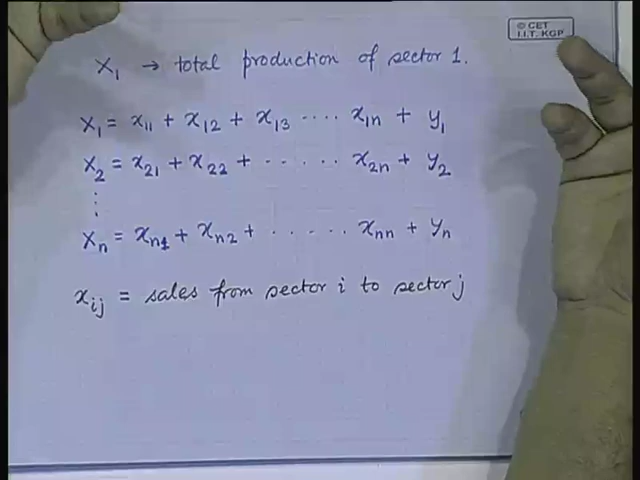 © CET
I.I.T. KGP
X₁ → total production of sector 1.
X₁ = x₁₁ + x₁₂ + x₁₃ .... x₁ₙ + y₁
X₂ = x₂₁ + x₂₂ + ...... x₂ₙ + y₂
⋮
Xₙ = xₙ₁ + xₙ₂ + ...... xₙₙ + yₙ
xᵢⱼ = sales from sector i to sector j